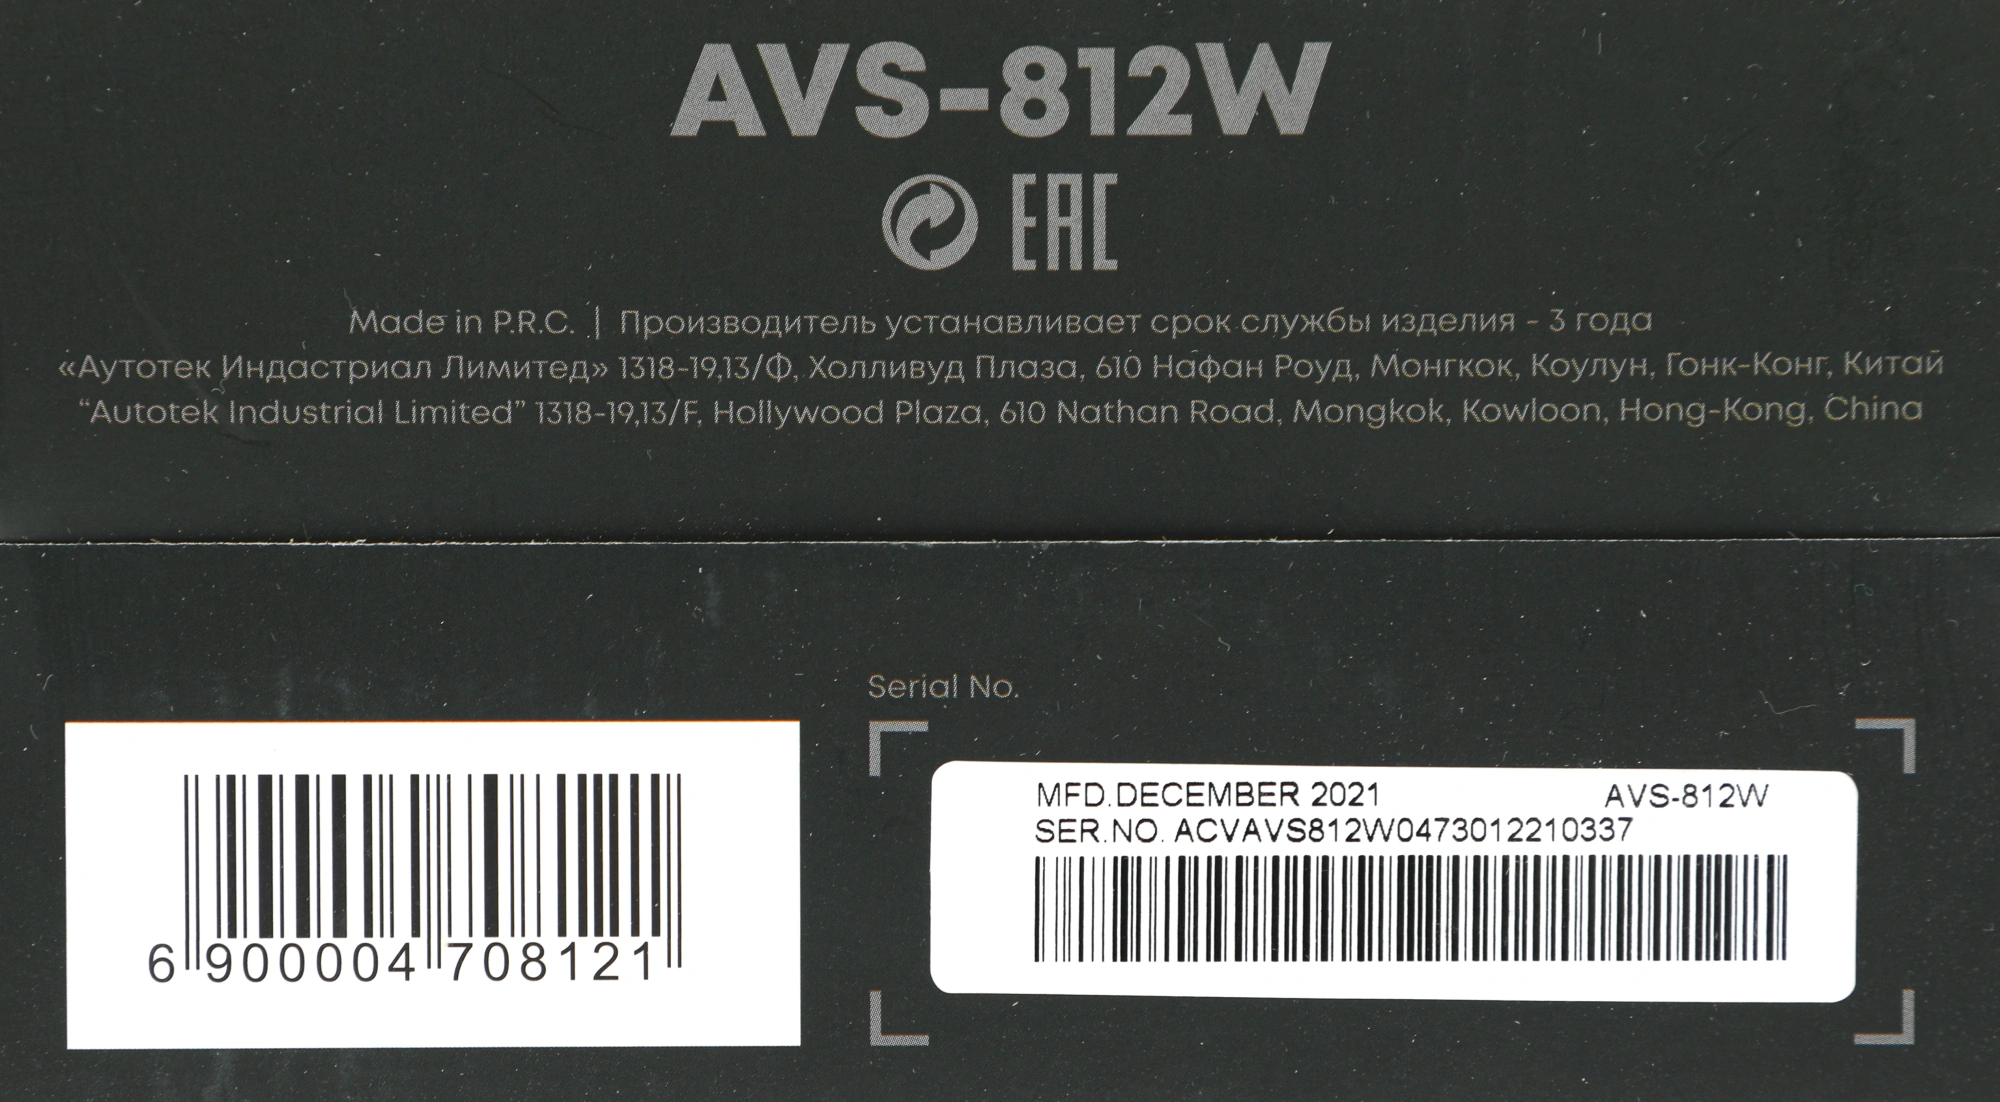 AVS-812W
EAC
Made in P.R.C. | Производитель устанавливает срок службы изделия - 3 года
«Аутотек Индастриал Лимитед» 1318-19,13/Ф, Холливуд Плаза, 610 Нафан Роуд, Монгкок, Коулун, Гонк-Конг, Китай
“Autotek Industrial Limited” 1318-19,13/F, Hollywood Plaza, 610 Nathan Road, Mongkok, Kowloon, Hong-Kong, China
Serial No.
MFD.DECEMBER 2021 AVS-812W
SER.NO. ACVAVS812W0473012210337
6 900004 708121